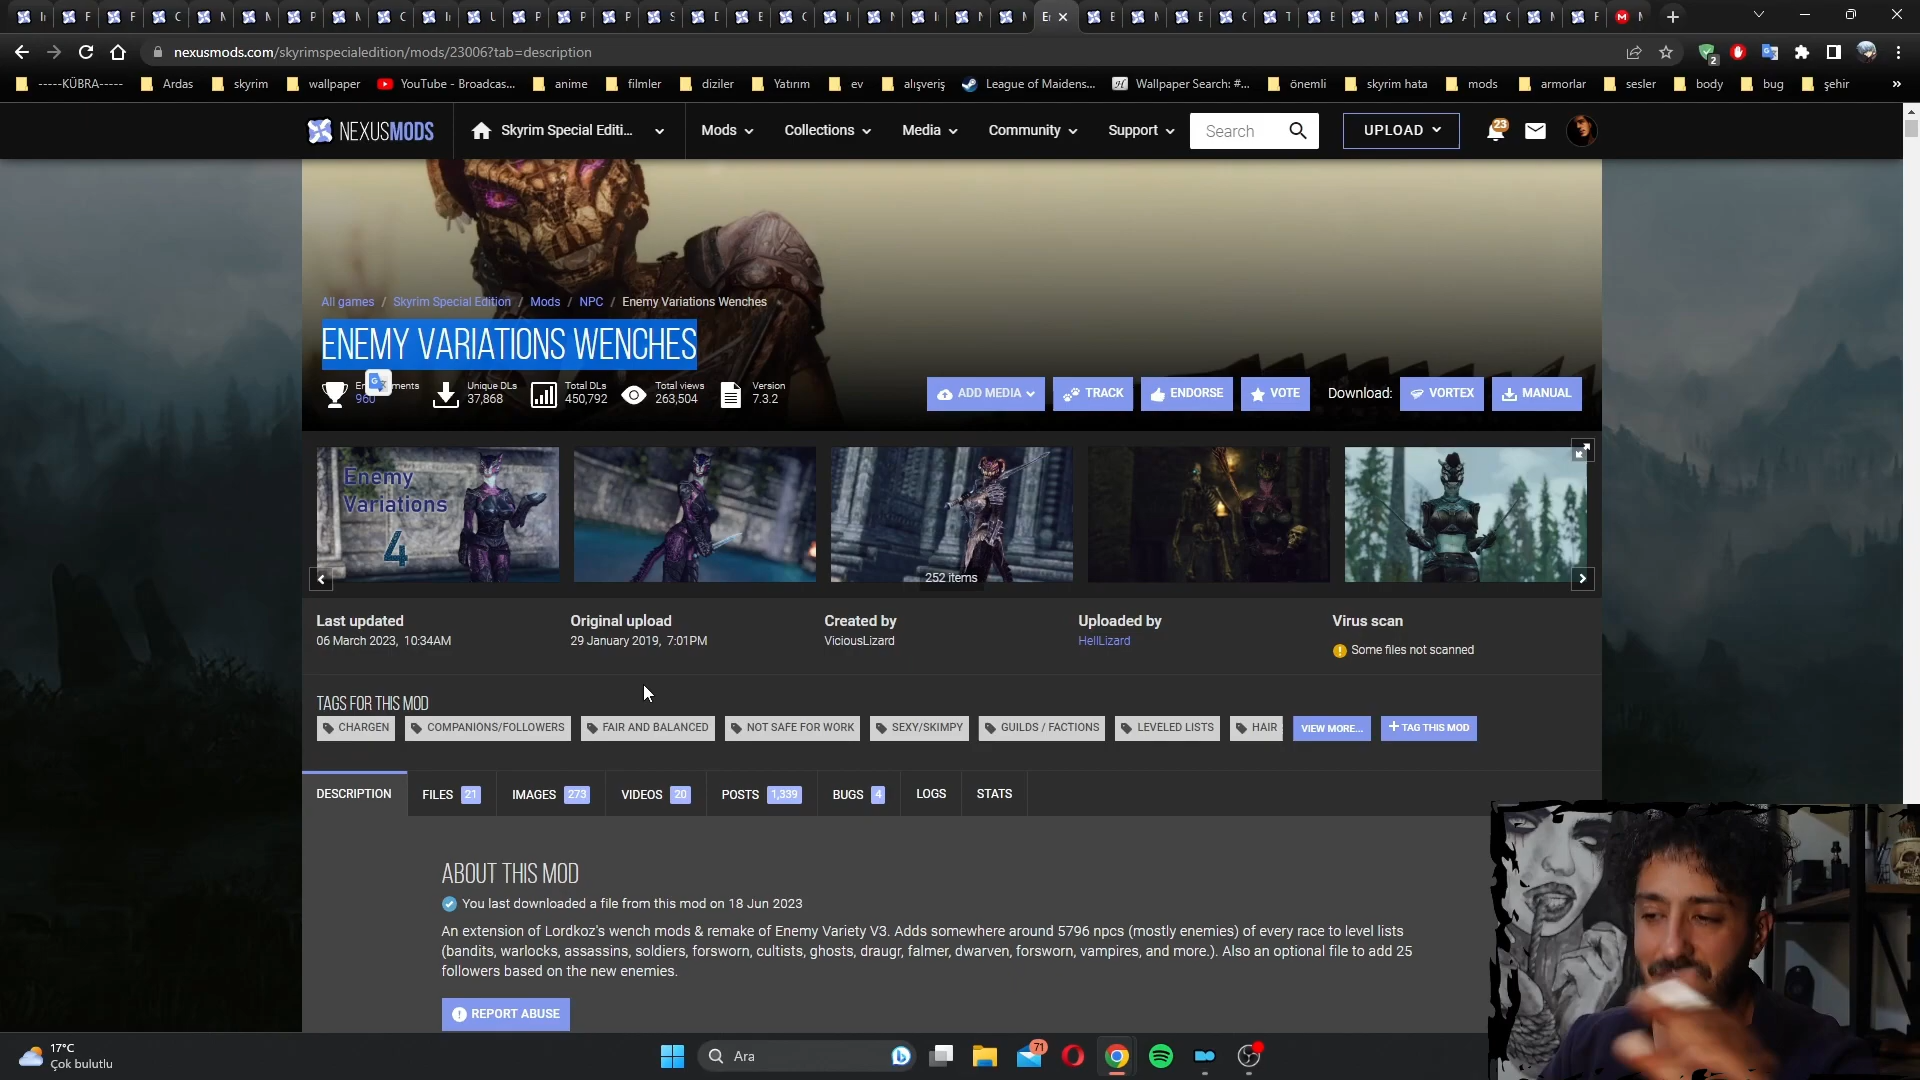 nexusmods.com/skyrimspecialedition/mods/23006?tab=description
-----KÜBRA----- Ardas skyrim wallpaper YouTube - Broadcas... anime filmler diziler Yatırım ev alışveriş League of Maidens... Wallpaper Search: #... önemli skyrim hata mods armorlar sesler body bug şehir
NEXUSMODS Skyrim Special Editi... Mods Collections Media Community Support Search UPLOAD 23
All games / Skyrim Special Edition / Mods / NPC / Enemy Variations Wenches
ENEMY VARIATIONS WENCHES
Unique DLs Total DLs Total views Version
960 37,868 450,792 263,504 7.3.2
ADD MEDIA TRACK ENDORSE VOTE Download: VORTEX MANUAL
Enemy
Variations
4
252 items
Last updated Original upload Created by Uploaded by Virus scan
06 March 2023, 10:34AM 29 January 2019, 7:01PM ViciousLizard HellLizard Some files not scanned
TAGS FOR THIS MOD
CHARGEN COMPANIONS/FOLLOWERS FAIR AND BALANCED NOT SAFE FOR WORK SEXY/SKIMPY GUILDS / FACTIONS LEVELED LISTS HAIR VIEW MORE... + TAG THIS MOD
DESCRIPTION FILES 21 IMAGES 273 VIDEOS 20 POSTS 1,339 BUGS 4 LOGS STATS
ABOUT THIS MOD
You last downloaded a file from this mod on 18 Jun 2023
An extension of Lordkoz's wench mods & remake of Enemy Variety V3. Adds somewhere around 5796 npcs (mostly enemies) of every race to level lists
(bandits, warlocks, assassins, soldiers, forsworn, cultists, ghosts, draugr, falmer, dwarven, forsworn, vampires, and more.). Also an optional file to add 25
followers based on the new enemies.
REPORT ABUSE
17°C
Çok bulutlu
Ara
71